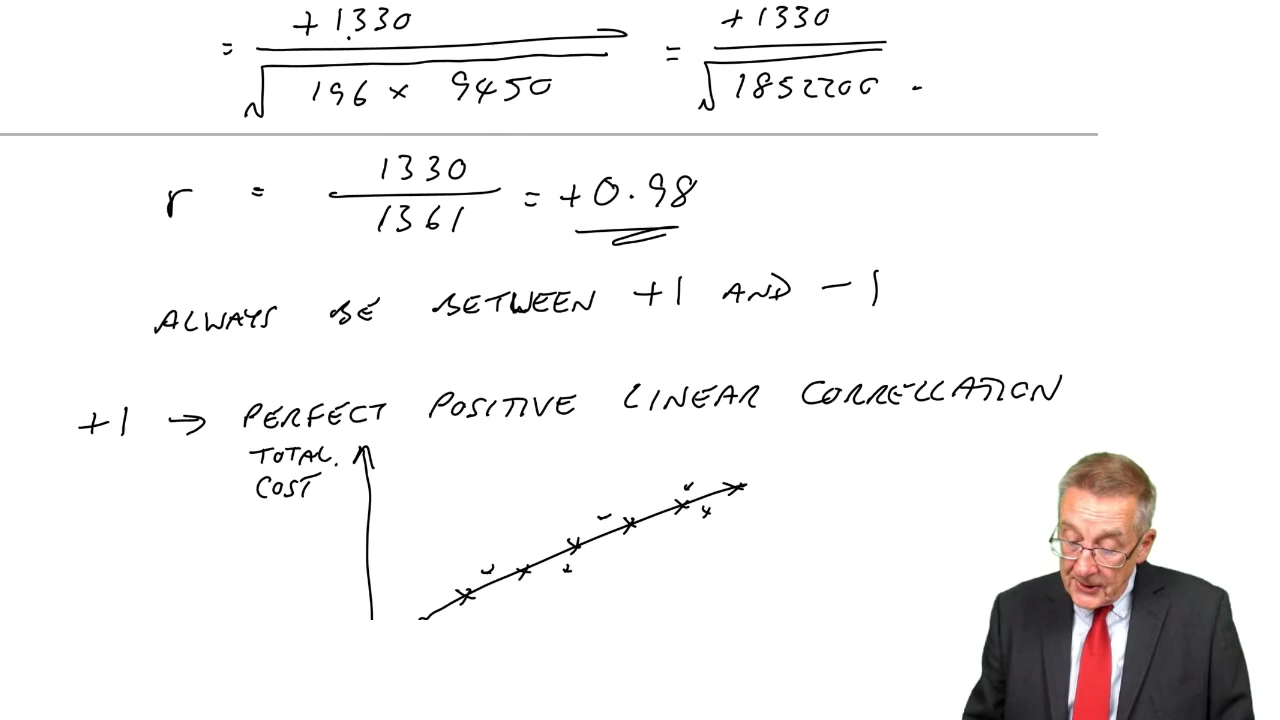 = +1330 / √196 × 9450 = +1330 / √1852200
r = 1330 / 1361 = +0.98
ALWAYS BE BETWEEN +1 AND -1
+1 → PERFECT POSITIVE LINEAR CORRELLATION
TOTAL
COST